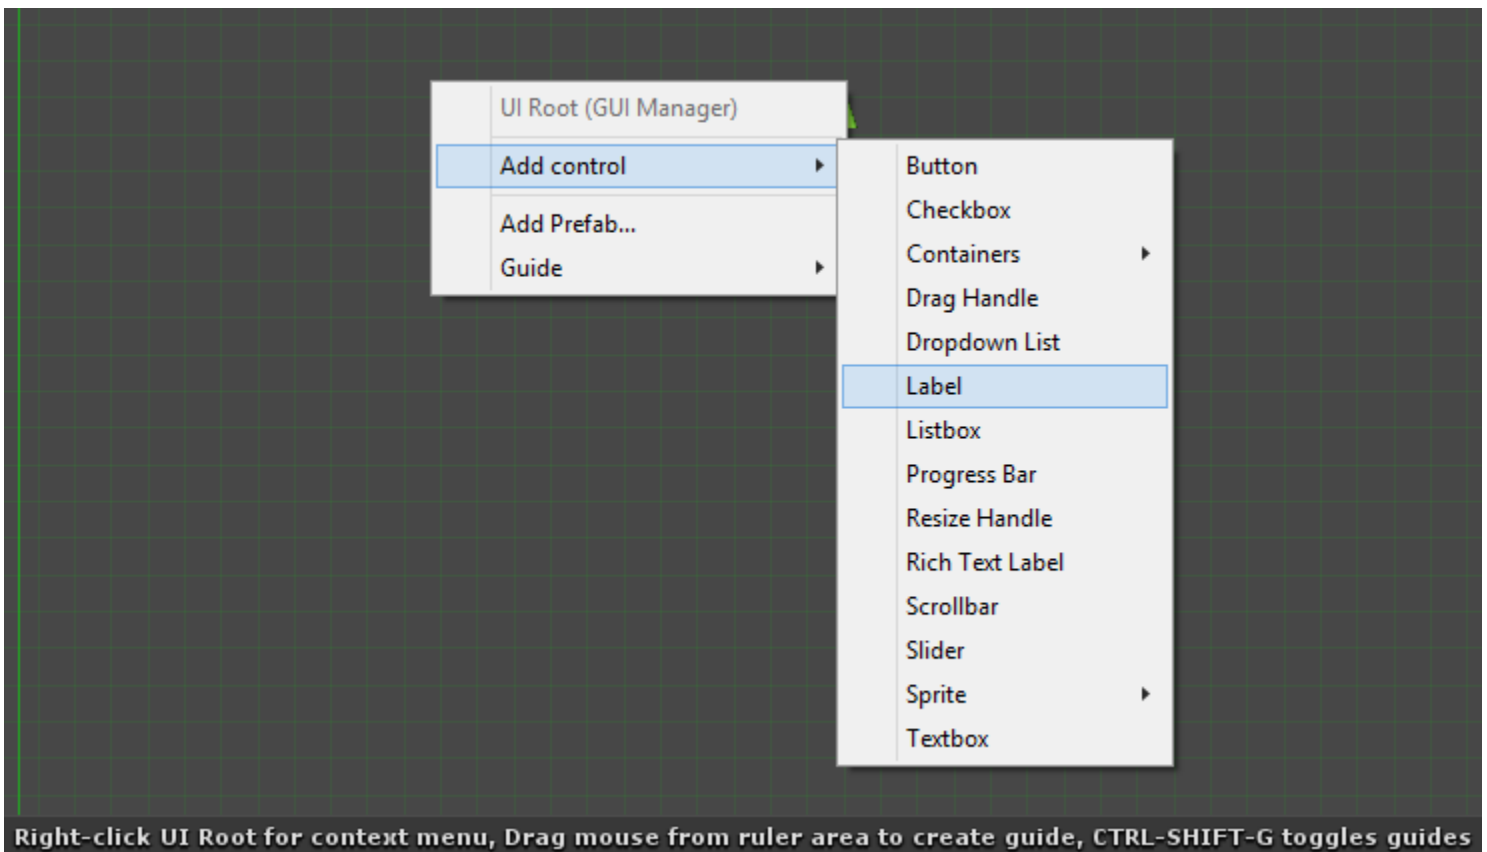 UI Root (GUI Manager)
Add control
Add Prefab...
Guide
Button
Checkbox
Containers
Drag Handle
Dropdown List
Label
Listbox
Progress Bar
Resize Handle
Rich Text Label
Scrollbar
Slider
Sprite
Textbox
Right-click UI Root for context menu, Drag mouse from ruler area to create guide, CTRL-SHIFT-G toggles guides